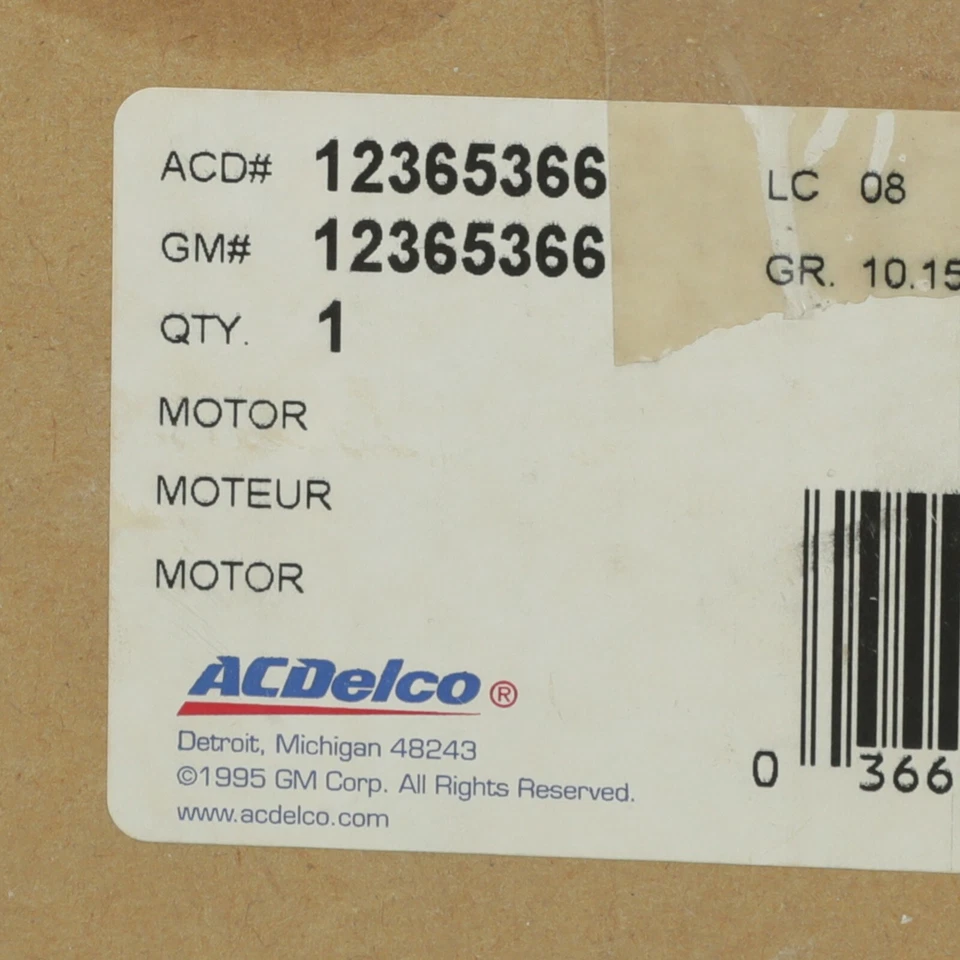 ACD# 12365366
LC 08
GM# 12365366
GR. 10.15
QTY. 1
MOTOR
MOTEUR
MOTOR
ACDelco®
Detroit, Michigan 48243
©1995 GM Corp. All Rights Reserved.
www.acdelco.com
0 366